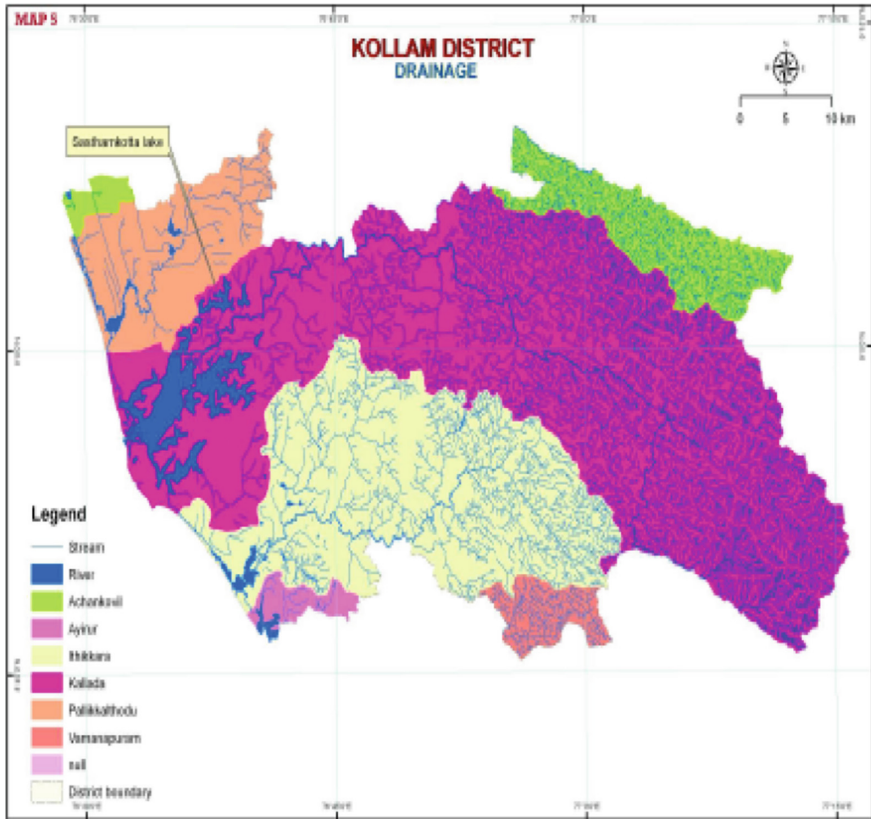 MAP 5
KOLLAM DISTRICT
DRAINAGE
0 5 10 km
Sasthamkotta lake
Legend
Stream
River
Achankovil
Ayirur
Ithikkara
Kallada
Pallikkalthodu
Vamanapuram
null
District boundary